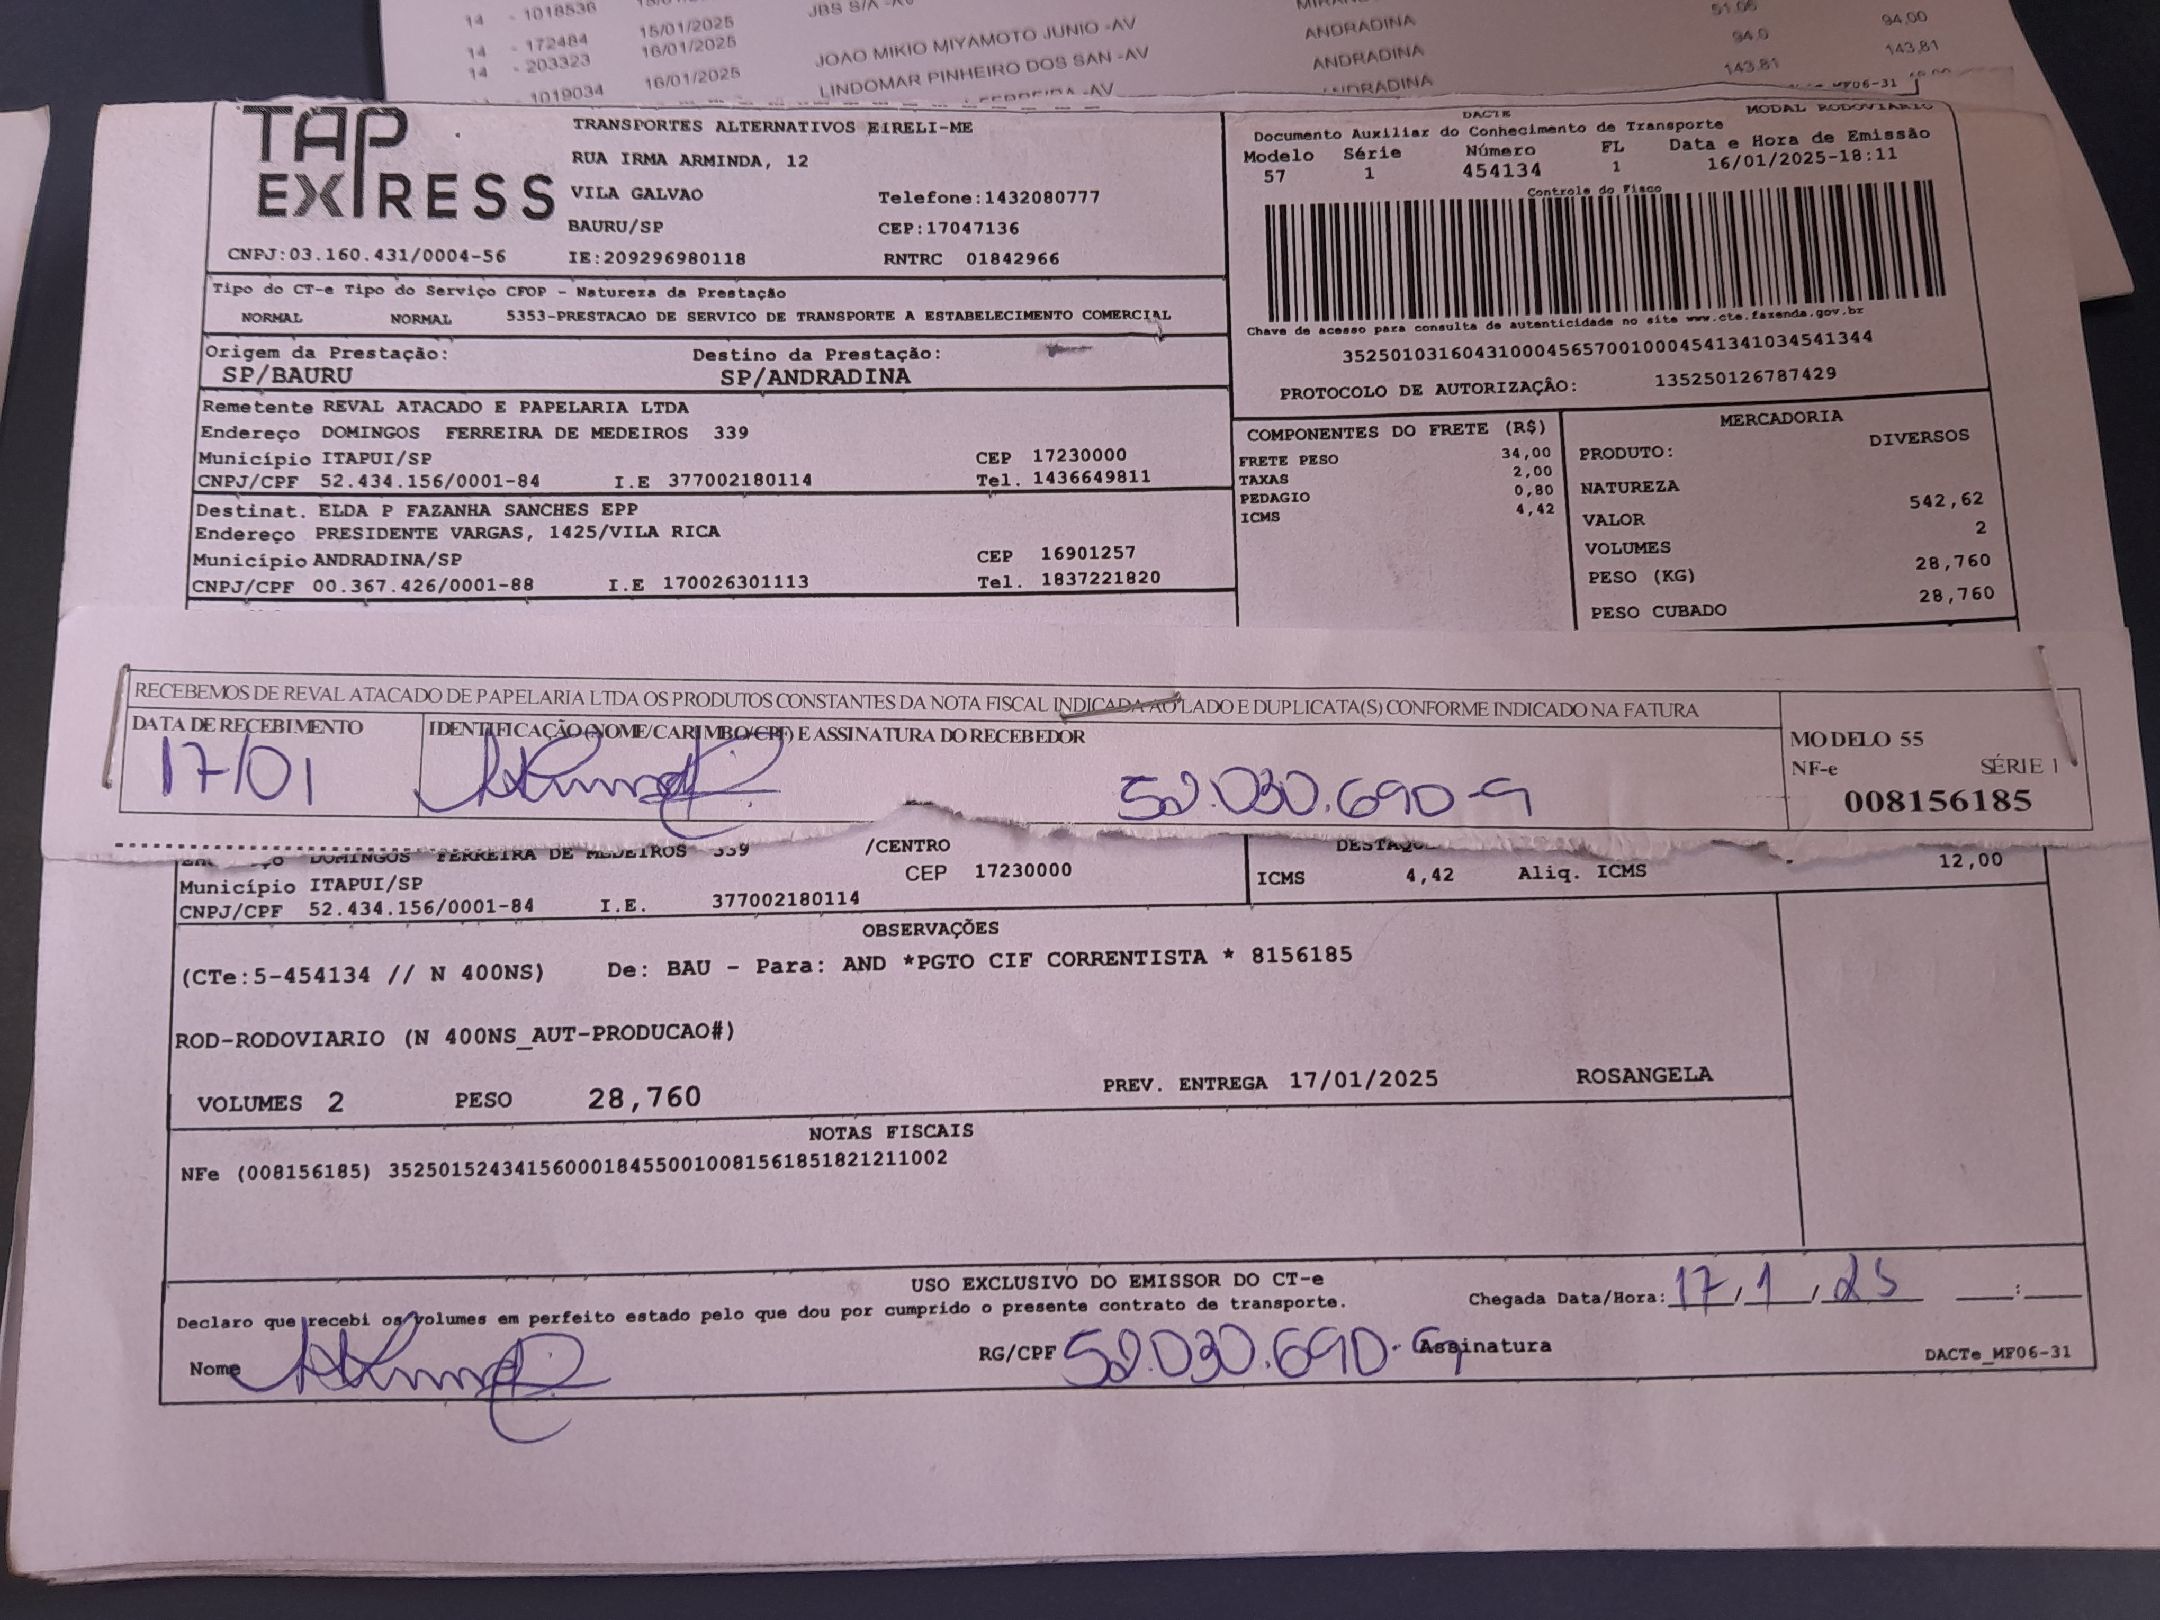 14 - 1018536
JBS S/A -AV
14 - 172484 15/01/2025
14 - 203323 16/01/2025 JOAO MIKIO MIYAMOTO JUNIO -AV ANDRADINA 51.06 94,00
1019034 16/01/2025 LINDOMAR PINHEIRO DOS SAN -AV ANDRADINA 94.0 143,81
-AV 143.81
MF06-31
TAP EXPRESS
TRANSPORTES ALTERNATIVOS EIRELI-ME
RUA IRMA ARMINDA, 12
VILA GALVAO Telefone:1432080777
BAURU/SP CEP:17047136
CNPJ:03.160.431/0004-56 IE:209296980118 RNTRC 01842966
DACTE MODAL RODOVIARIO
Documento Auxiliar do Conhecimento de Transporte
Modelo Série Número FL Data e Hora de Emissão
57 1 454134 1 16/01/2025-18:11
Controle do Fisco
Chave de acesso para consulta de autenticidade no site www.cte.fazenda.gov.br
35250103160431000456570010004541341034541344
PROTOCOLO DE AUTORIZAÇÃO: 135250126787429
Tipo do CT-e Tipo do Serviço CFOP - Natureza da Prestação
NORMAL NORMAL 5353-PRESTACAO DE SERVICO DE TRANSPORTE A ESTABELECIMENTO COMERCIAL
Origem da Prestação: Destino da Prestação:
SP/BAURU SP/ANDRADINA
Remetente REVAL ATACADO E PAPELARIA LTDA
Endereço DOMINGOS FERREIRA DE MEDEIROS 339
Município ITAPUI/SP CEP 17230000
CNPJ/CPF 52.434.156/0001-84 I.E 377002180114 Tel. 1436649811
Destinat. ELDA P FAZANHA SANCHES EPP
Endereço PRESIDENTE VARGAS, 1425/VILA RICA
Município ANDRADINA/SP CEP 16901257
CNPJ/CPF 00.367.426/0001-88 I.E 170026301113 Tel. 1837221820
COMPONENTES DO FRETE (R$)
FRETE PESO 34,00
TAXAS 2,00
PEDAGIO 0,80
ICMS 4,42
MERCADORIA
PRODUTO: DIVERSOS
NATUREZA
VALOR 542,62
VOLUMES 2
PESO (KG) 28,760
PESO CUBADO 28,760
RECEBEMOS DE REVAL ATACADO DE PAPELARIA LTDA OS PRODUTOS CONSTANTES DA NOTA FISCAL INDICADA AO LADO E DUPLICATA(S) CONFORME INDICADO NA FATURA
DATA DE RECEBIMENTO IDENTIFICAÇÃO (NOME/CARIMBO/CPF) E ASSINATURA DO RECEBEDOR
17/01 52.030.690-9
MODELO 55
NF-e SÉRIE 1
008156185
DOMINGOS FERREIRA DE MEDEIROS 339 /CENTRO
Município ITAPUI/SP CEP 17230000
CNPJ/CPF 52.434.156/0001-84 I.E. 377002180114
ICMS 4,42 Aliq. ICMS 12,00
OBSERVAÇÕES
(CTe:5-454134 // N 400NS) De: BAU - Para: AND *PGTO CIF CORRENTISTA * 8156185
ROD-RODOVIARIO (N 400NS_AUT-PRODUCAO#)
VOLUMES 2 PESO 28,760 PREV. ENTREGA 17/01/2025 ROSANGELA
NOTAS FISCAIS
NFe (008156185) 35250152434156000184550010081561851821211002
USO EXCLUSIVO DO EMISSOR DO CT-e
Declaro que recebi os volumes em perfeito estado pelo que dou por cumprido o presente contrato de transporte. Chegada Data/Hora: 17/1/25 __:__
Nome RG/CPF 52.030.690-9 Assinatura
DACTe_MF06-31